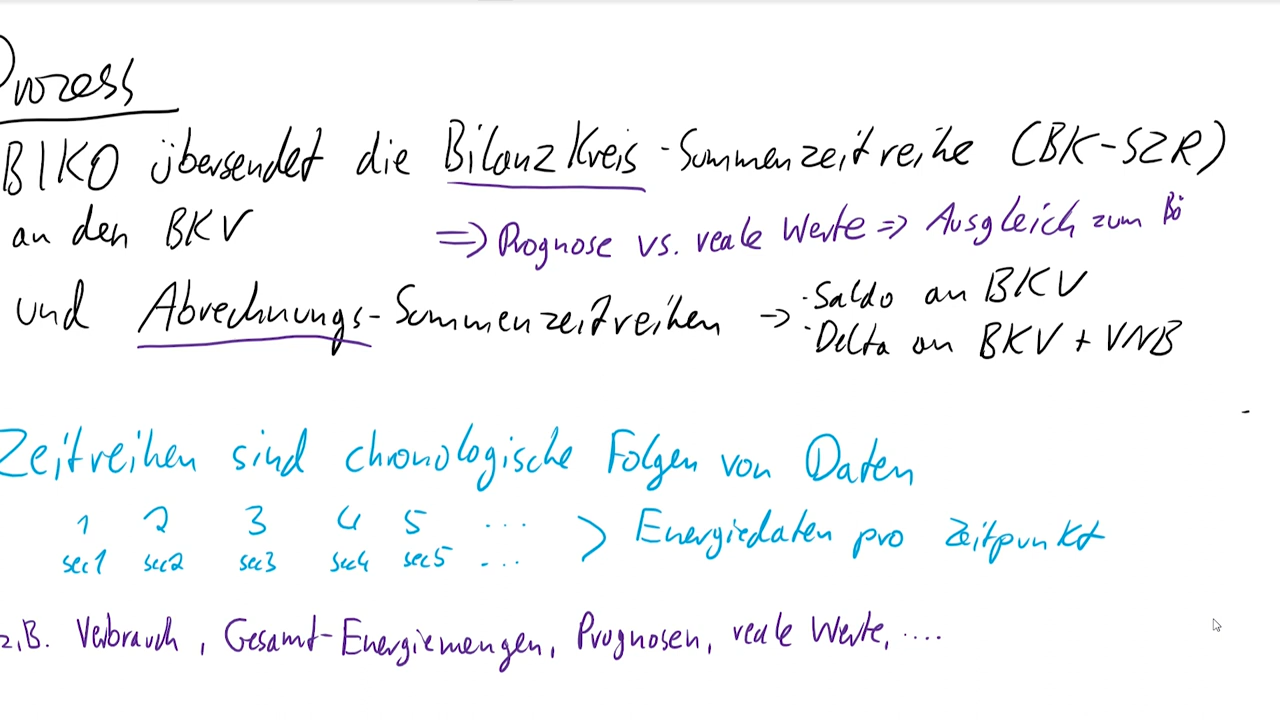 Prozess
BIKO übersendet die Bilanzkreis-Summenzeitreihe (BK-SZR)
an den BKV
=> Prognose vs. reale Werte => Ausgleich zum Bö
und Abrechnungs-Summenzeitreihen -> · Saldo an BKV
· Delta an BKV + VNB
Zeitreihen sind chronologische Folgen von Daten
1 2 3 4 5 ... > Energiedaten pro Zeitpunkt
sec1 sec2 sec3 sec4 sec5 ...
z.B. Verbrauch, Gesamt-Energiemengen, Prognosen, reale Werte, ....